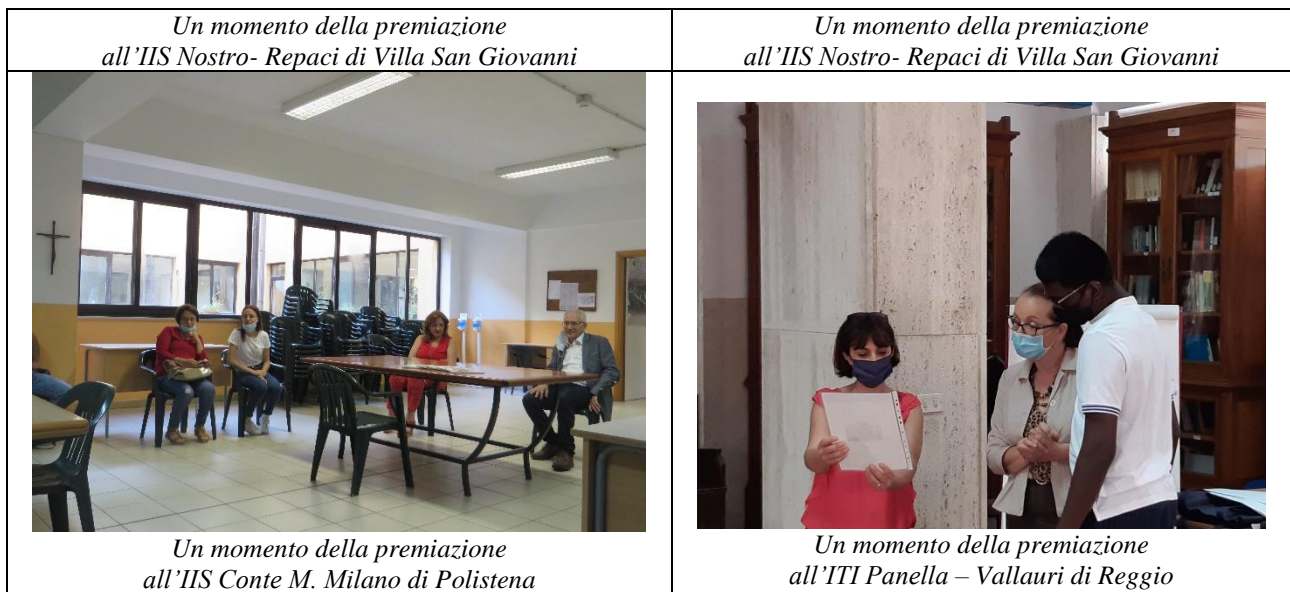 Un momento della premiazione
all’IIS Nostro- Repaci di Villa San Giovanni
Un momento della premiazione
all’IIS Nostro- Repaci di Villa San Giovanni
Un momento della premiazione
all’IIS Conte M. Milano di Polistena
Un momento della premiazione
all’ITI Panella – Vallauri di Reggio